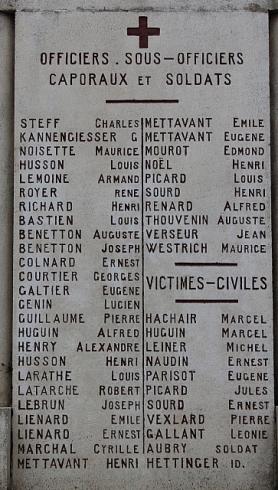 OFFICIERS . SOUS-OFFICIERS
CAPORAUX ET SOLDATS
STEFF CHARLES
KANNENGIESSER G
NOISETTE MAURICE
HUSSON LOUIS
LEMOINE ARMAND
ROYER RENE
RICHARD HENRI
BASTIEN LOUIS
BENETTON AUGUSTE
BENETTON JOSEPH
COLNARD ERNEST
COURTIER GEORGES
GALTIER EUGENE
GENIN LUCIEN
GUILLAUME PIERRE
HUGUIN ALFRED
HENRY ALEXANDRE
HUSSON HENRI
LARATHE LOUIS
LATARCHE ROBERT
LEBRUN JOSEPH
LIENARD EMILE
LIENARD ERNEST
MARCHAL CYRILLE
METTAVANT HENRI
METTAVANT EMILE
METTAVANT EUGENE
MOUROT EDMOND
NOËL HENRI
PICARD LOUIS
SOURD HENRI
RENARD ALFRED
THOUVENIN AUGUSTE
VERSEUR JEAN
WESTRICH MAURICE
VICTIMES-CIVILES
HACHAIR MARCEL
HUGUIN MARCEL
LEINER MICHEL
NAUDIN ERNEST
PARISOT EUGENE
PICARD JULES
SOURD ERNEST
VEXLARD PIERRE
GALLANT LEONIE
AUBRY SOLDAT
HETTINGER ID.